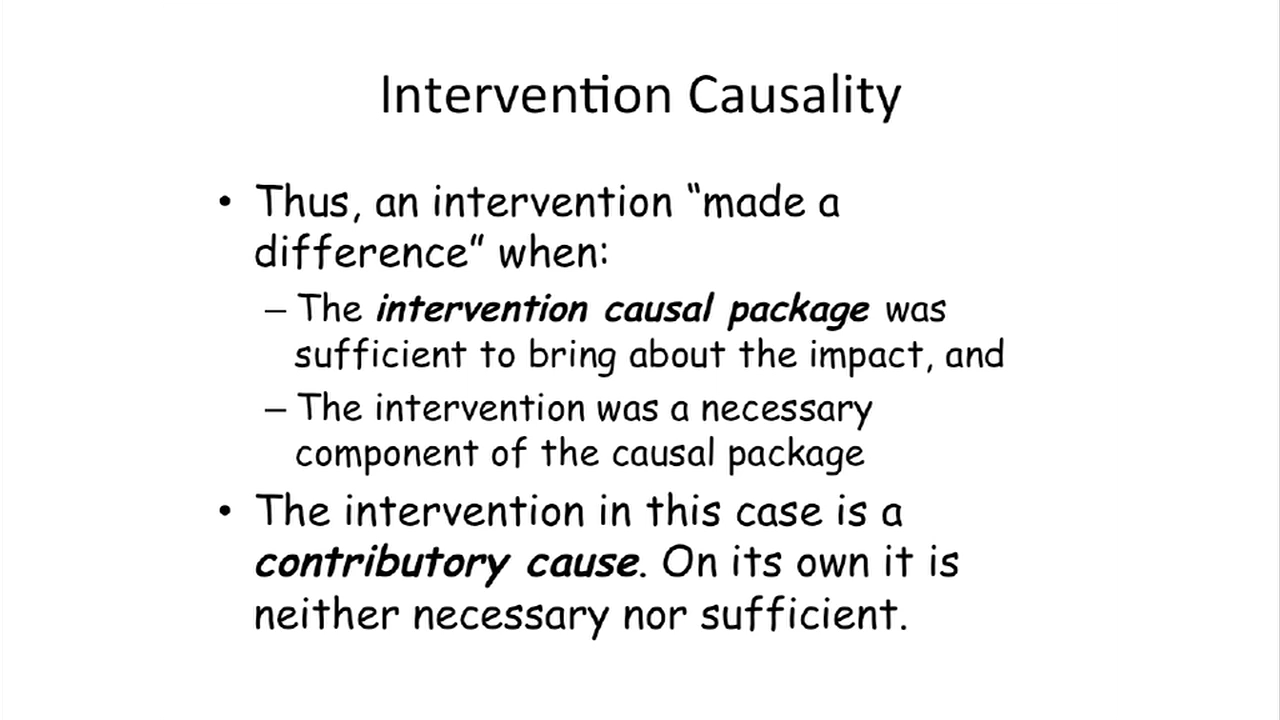 Intervention Causality
• Thus, an intervention “made a
difference” when:
– The intervention causal package was
sufficient to bring about the impact, and
– The intervention was a necessary
component of the causal package
• The intervention in this case is a
contributory cause. On its own it is
neither necessary nor sufficient.